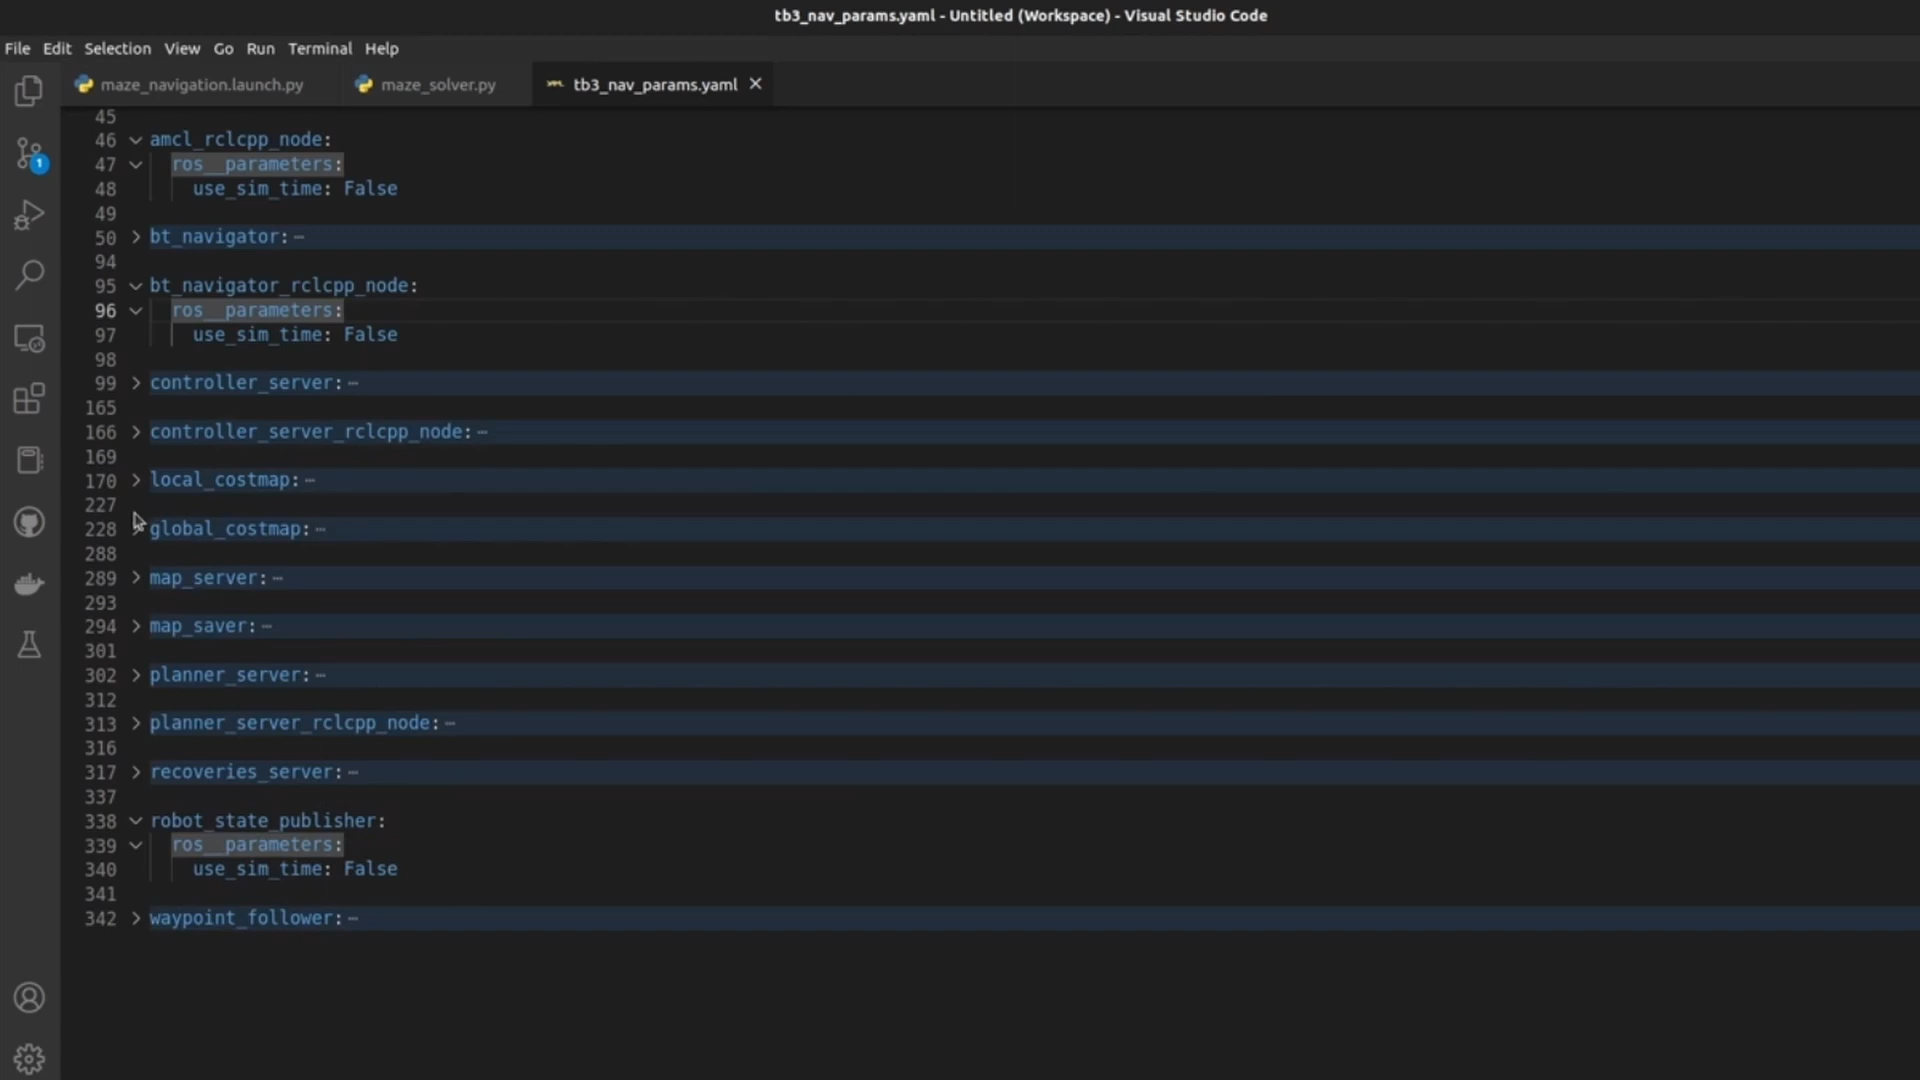 tb3_nav_params.yaml - Untitled (Workspace) - Visual Studio Code
File Edit Selection View Go Run Terminal Help
maze_navigation.launch.py maze_solver.py tb3_nav_params.yaml
45
46 amcl_rclcpp_node:
47 ros__parameters:
48 use_sim_time: False
49
50 bt_navigator:
94
95 bt_navigator_rclcpp_node:
96 ros__parameters:
97 use_sim_time: False
98
99 controller_server:
165
166 controller_server_rclcpp_node:
169
170 local_costmap:
227
228 global_costmap:
288
289 map_server:
293
294 map_saver:
301
302 planner_server:
312
313 planner_server_rclcpp_node:
316
317 recoveries_server:
337
338 robot_state_publisher:
339 ros__parameters:
340 use_sim_time: False
341
342 waypoint_follower:
1